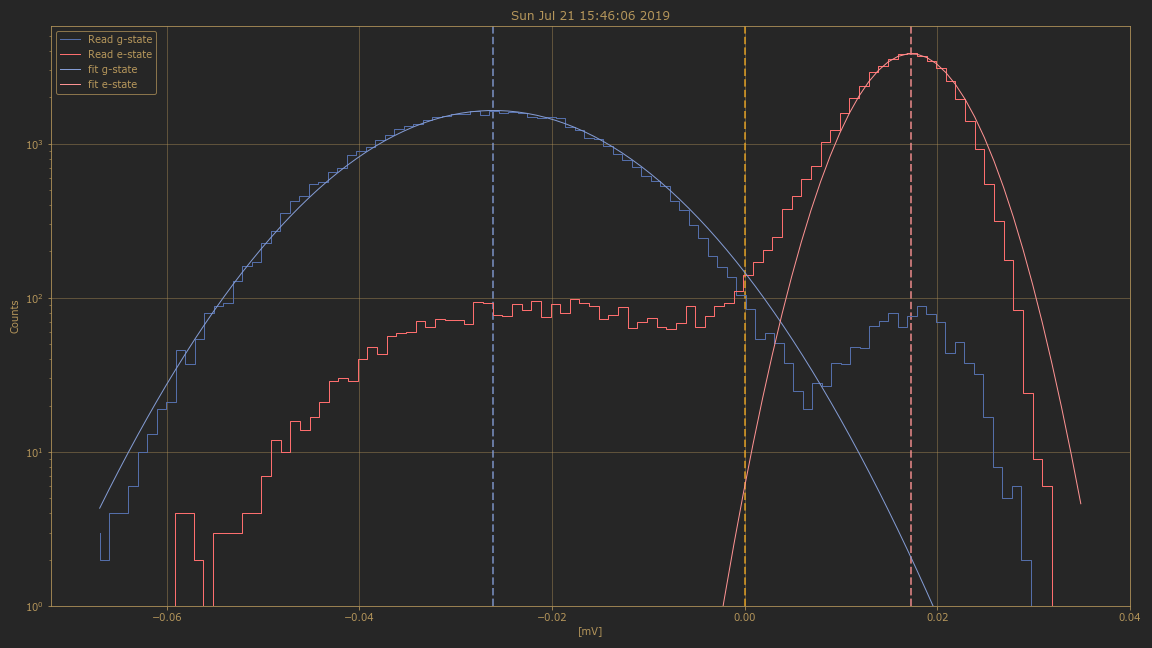 Sun Jul 21 15:46:06 2019
Read g-state
Read e-state
fit g-state
fit e-state
10³
10²
10¹
10⁰
Counts
−0.06
−0.04
−0.02
0.00
0.02
0.04
[mV]